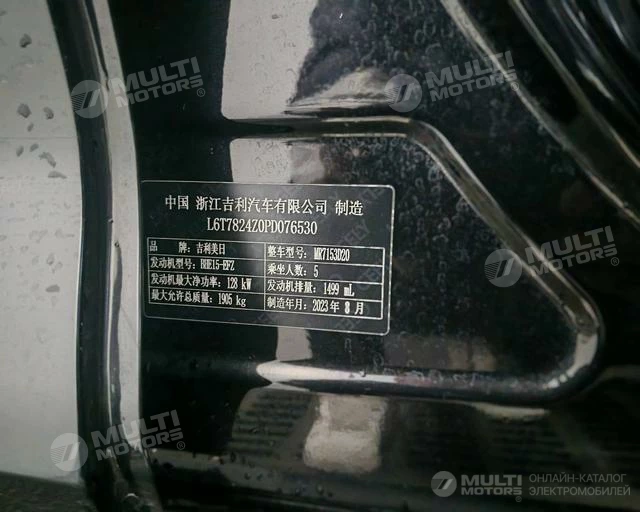 MULTI
MOTORS®
MULTI
MOTORS®
中国 浙江吉利汽车有限公司 制造
L6T7824Z0PD076530
品 牌：吉利美日 整车型号：MR7153D20
发动机型号：BHE15-EFZ 乘坐人数：5
发动机最大净功率：128 kW 发动机排量：1499 mL
最大允许总质量：1905 kg 制造年月：2023 年 8 月
MULTI
MOTORS®
MULTI
MOTORS®
ОНЛАЙН-КАТАЛОГ
ЭЛЕКТРОМОБИЛЕЙ